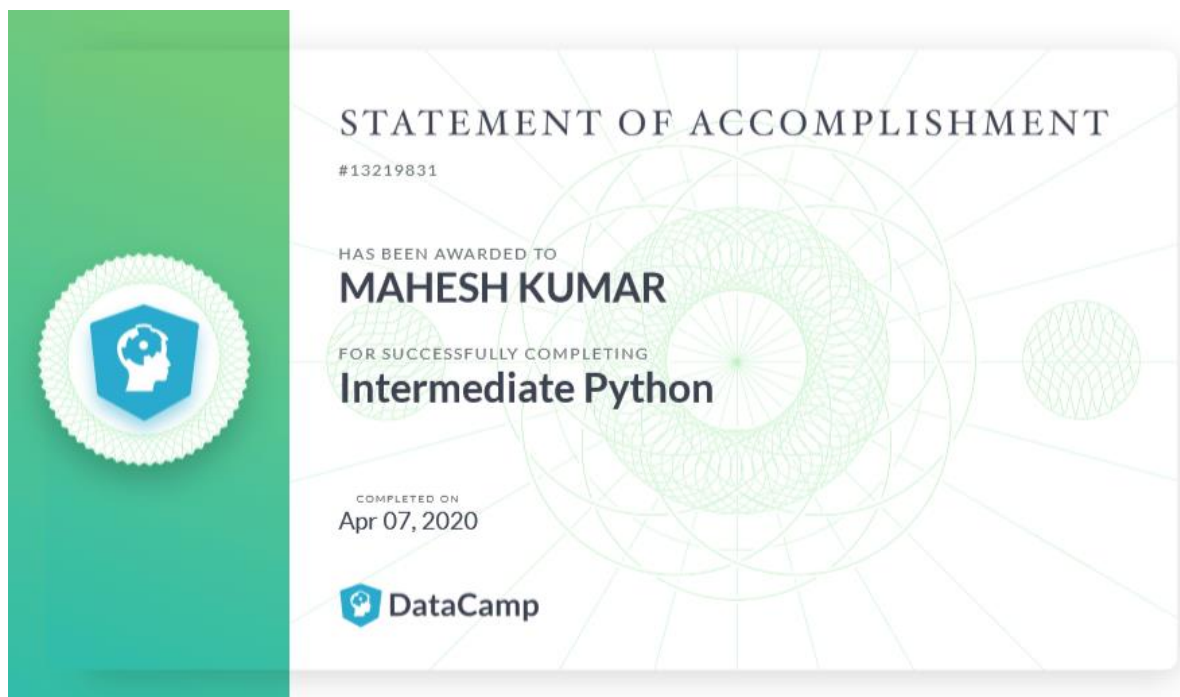 STATEMENT OF ACCOMPLISHMENT
#13219831
HAS BEEN AWARDED TO
MAHESH KUMAR
FOR SUCCESSFULLY COMPLETING
Intermediate Python
COMPLETED ON
Apr 07, 2020
DataCamp